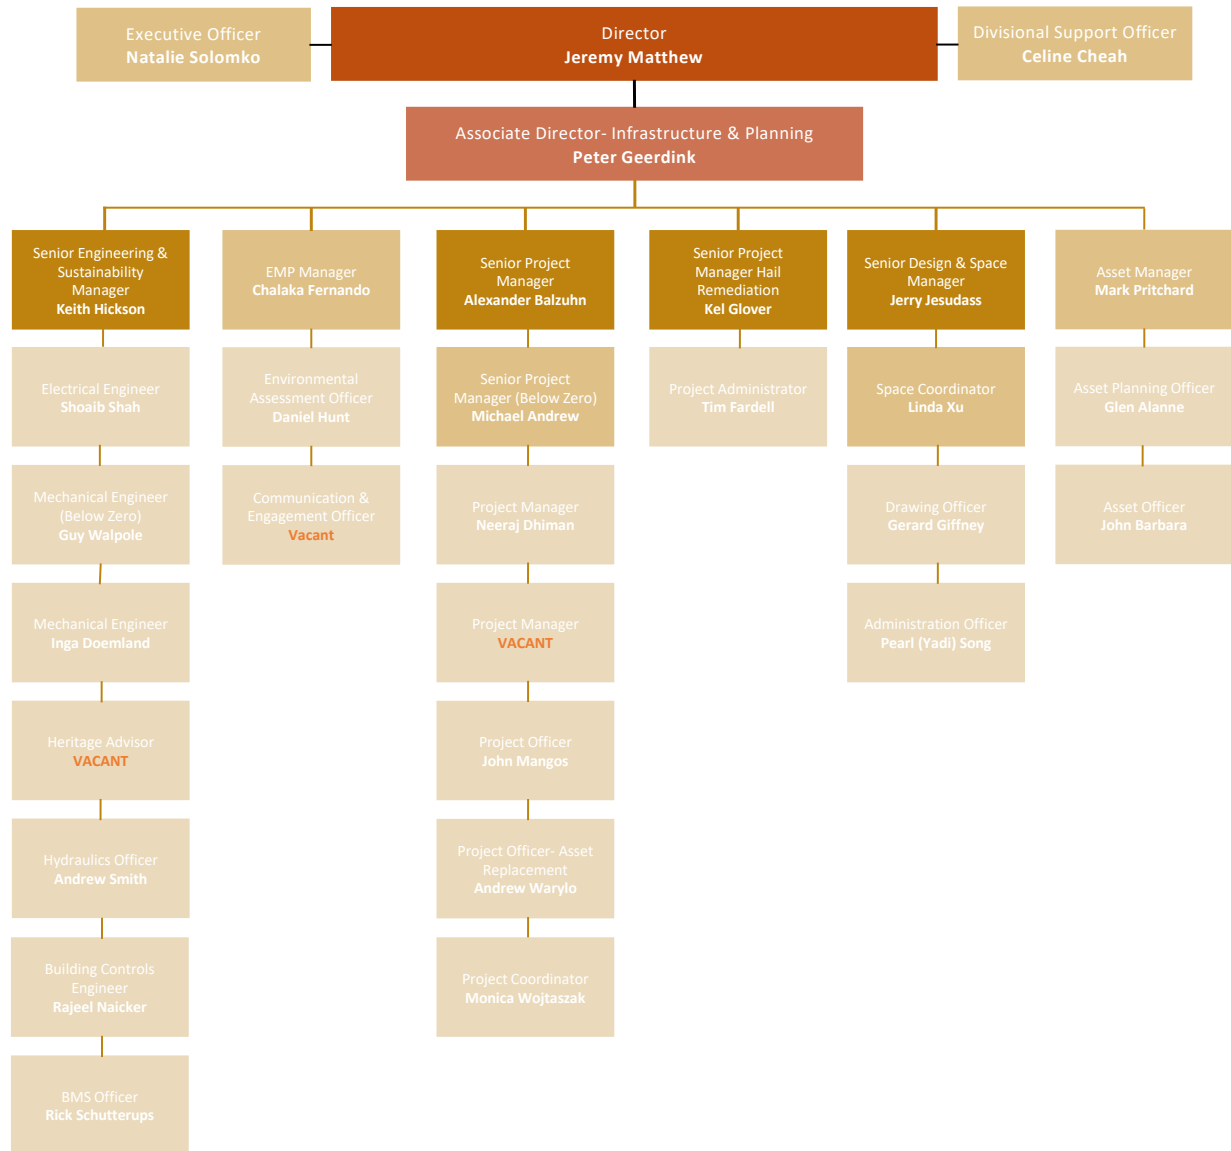 Executive Officer
Natalie Solomko
Director
Jeremy Matthew
Divisional Support Officer
Celine Cheah
Associate Director- Infrastructure & Planning
Peter Geerdink
Senior Engineering &
Sustainability
Manager
Keith Hickson
Electrical Engineer
Shoaib Shah
Mechanical Engineer
(Below Zero)
Guy Walpole
Mechanical Engineer
Inga Doemland
Heritage Advisor
VACANT
Hydraulics Officer
Andrew Smith
Building Controls
Engineer
Rajeel Naicker
BMS Officer
Rick Schutterups
EMP Manager
Chalaka Fernando
Environmental
Assessment Officer
Daniel Hunt
Communication &
Engagement Officer
Vacant
Senior Project
Manager
Alexander Balzuhn
Senior Project
Manager (Below Zero)
Michael Andrew
Project Manager
Neeraj Dhiman
Project Manager
VACANT
Project Officer
John Mangos
Project Officer- Asset
Replacement
Andrew Warylo
Project Coordinator
Monica Wojtaszak
Senior Project
Manager Hail
Remediation
Kel Glover
Project Administrator
Tim Fardell
Senior Design & Space
Manager
Jerry Jesudass
Space Coordinator
Linda Xu
Drawing Officer
Gerard Giffney
Administration Officer
Pearl (Yadi) Song
Asset Manager
Mark Pritchard
Asset Planning Officer
Glen Alanne
Asset Officer
John Barbara